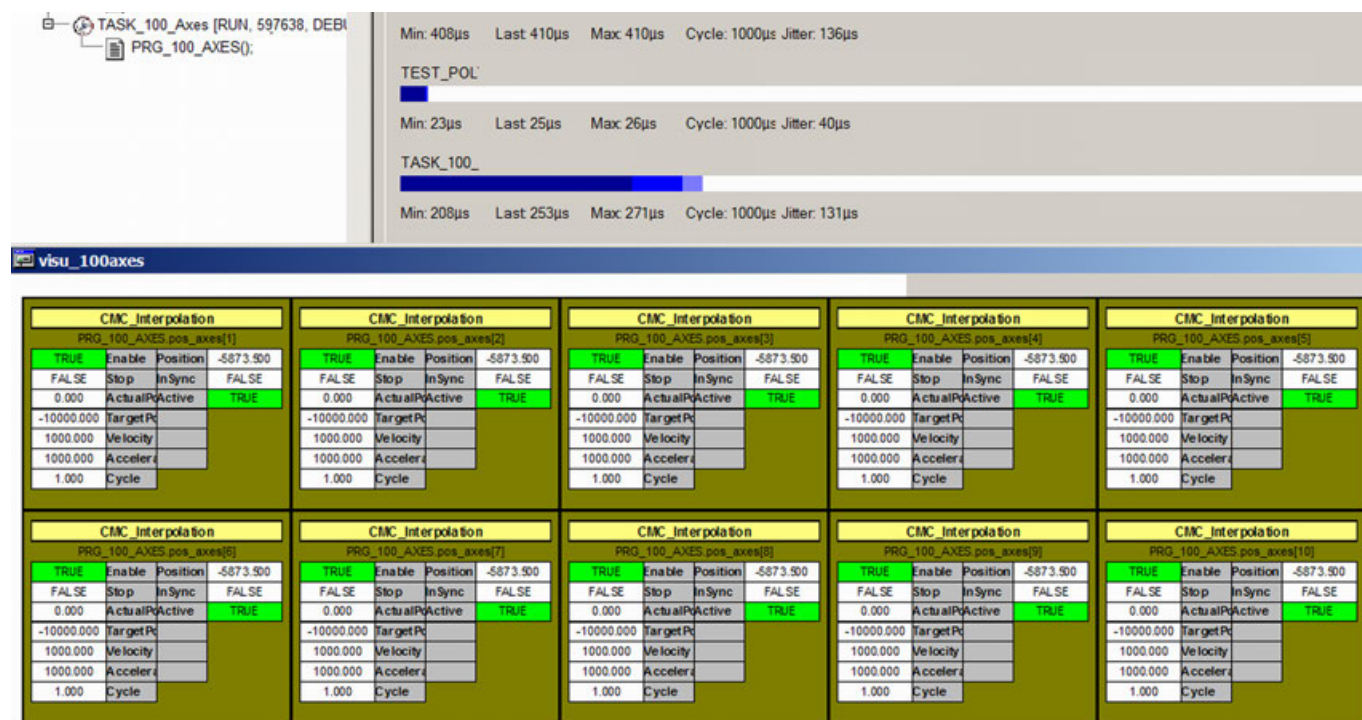 TASK_100_Axes [RUN, 597638, DEBU
PRG_100_AXES();
Min: 408µs Last: 410µs Max: 410µs Cycle: 1000µs Jitter: 136µs
TEST_POL
Min: 23µs Last: 25µs Max: 26µs Cycle: 1000µs Jitter: 40µs
TASK_100_
Min: 208µs Last: 253µs Max: 271µs Cycle: 1000µs Jitter: 131µs
visu_100axes
CMC_Interpolation CMC_Interpolation CMC_Interpolation CMC_Interpolation CMC_Interpolation
PRG_100_AXES.pos_axes[1] PRG_100_AXES.pos_axes[2] PRG_100_AXES.pos_axes[3] PRG_100_AXES.pos_axes[4] PRG_100_AXES.pos_axes[5]
TRUE Enable Position -5873.500 TRUE Enable Position -5873.500 TRUE Enable Position -5873.500 TRUE Enable Position -5873.500 TRUE Enable Position -5873.500
FALSE Stop InSync FALSE FALSE Stop InSync FALSE FALSE Stop InSync FALSE FALSE Stop InSync FALSE FALSE Stop InSync FALSE
0.000 ActualPo Active TRUE 0.000 ActualPo Active TRUE 0.000 ActualPo Active TRUE 0.000 ActualPo Active TRUE 0.000 ActualPo Active TRUE
-10000.000 TargetPo -10000.000 TargetPo -10000.000 TargetPo -10000.000 TargetPo -10000.000 TargetPo
1000.000 Velocity 1000.000 Velocity 1000.000 Velocity 1000.000 Velocity 1000.000 Velocity
1000.000 Accelera 1000.000 Accelera 1000.000 Accelera 1000.000 Accelera 1000.000 Accelera
1.000 Cycle 1.000 Cycle 1.000 Cycle 1.000 Cycle 1.000 Cycle
CMC_Interpolation CMC_Interpolation CMC_Interpolation CMC_Interpolation CMC_Interpolation
PRG_100_AXES.pos_axes[6] PRG_100_AXES.pos_axes[7] PRG_100_AXES.pos_axes[8] PRG_100_AXES.pos_axes[9] PRG_100_AXES.pos_axes[10]
TRUE Enable Position -5873.500 TRUE Enable Position -5873.500 TRUE Enable Position -5873.500 TRUE Enable Position -5873.500 TRUE Enable Position -5873.500
FALSE Stop InSync FALSE FALSE Stop InSync FALSE FALSE Stop InSync FALSE FALSE Stop InSync FALSE FALSE Stop InSync FALSE
0.000 ActualPo Active TRUE 0.000 ActualPo Active TRUE 0.000 ActualPo Active TRUE 0.000 ActualPo Active TRUE 0.000 ActualPo Active TRUE
-10000.000 TargetPo -10000.000 TargetPo -10000.000 TargetPo -10000.000 TargetPo -10000.000 TargetPo
1000.000 Velocity 1000.000 Velocity 1000.000 Velocity 1000.000 Velocity 1000.000 Velocity
1000.000 Accelera 1000.000 Accelera 1000.000 Accelera 1000.000 Accelera 1000.000 Accelera
1.000 Cycle 1.000 Cycle 1.000 Cycle 1.000 Cycle 1.000 Cycle